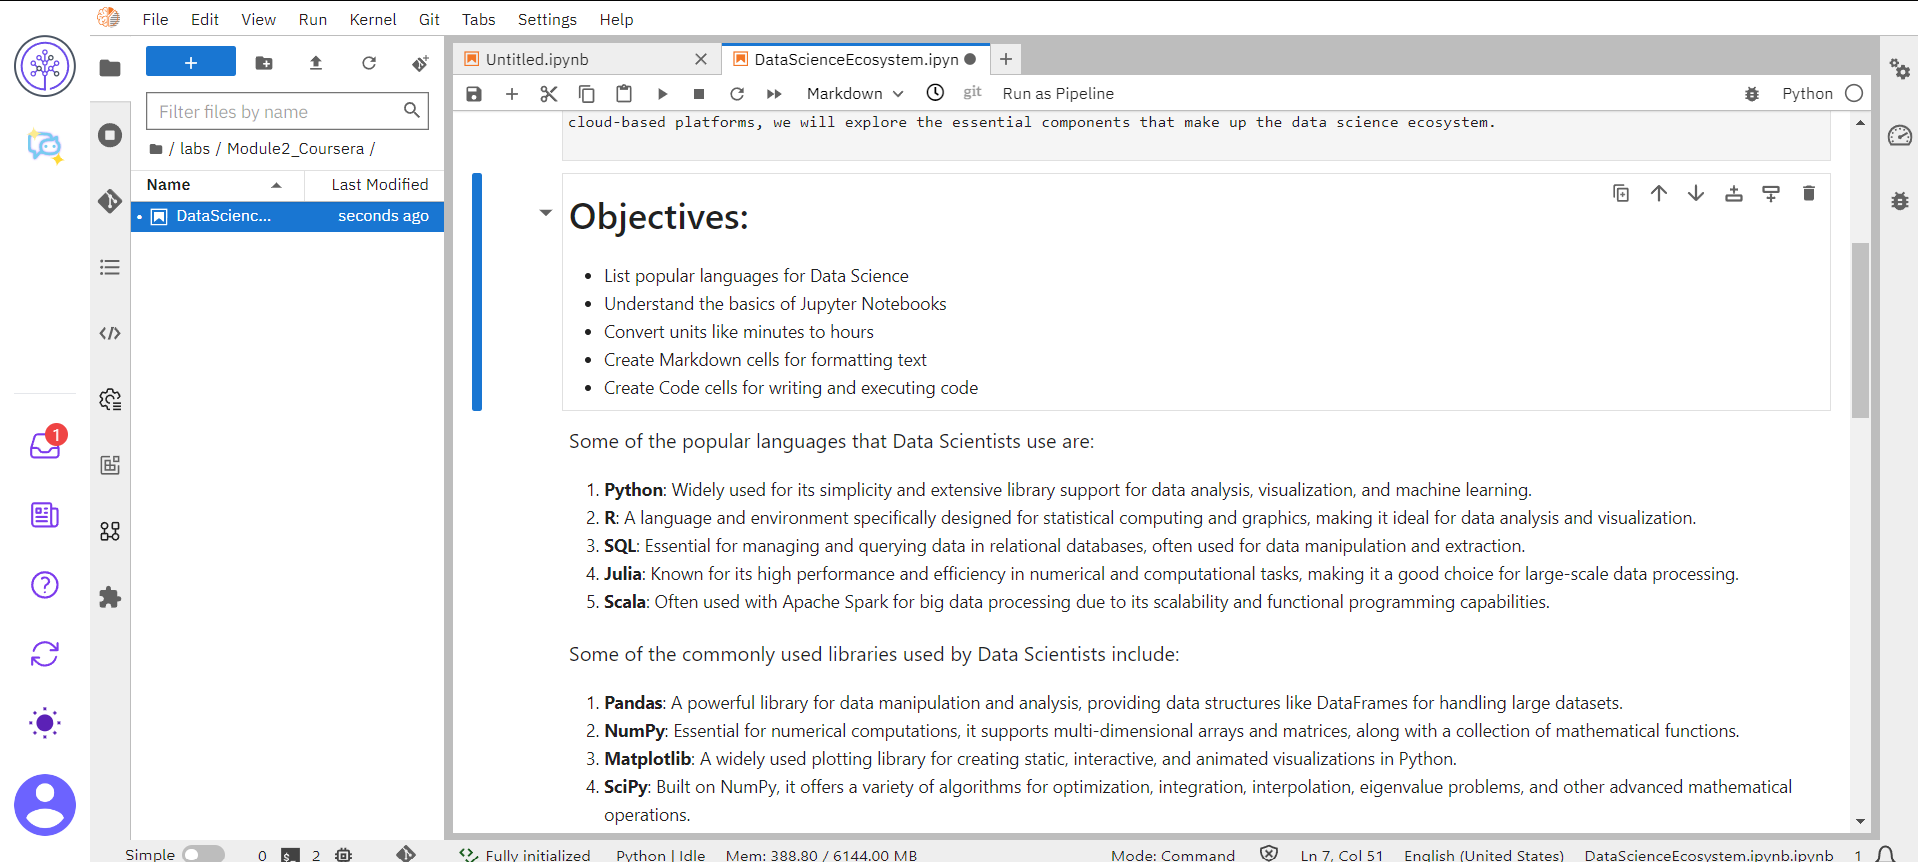 File Edit View Run Kernel Git Tabs Settings Help
+
Filter files by name
/ labs / Module2_Coursera /
Name Last Modified
DataScienc... seconds ago
1
Untitled.ipynb
DataScienceEcosystem.ipyn
+
Markdown git Run as Pipeline Python
cloud-based platforms, we will explore the essential components that make up the data science ecosystem.
Objectives:
• List popular languages for Data Science
• Understand the basics of Jupyter Notebooks
• Convert units like minutes to hours
• Create Markdown cells for formatting text
• Create Code cells for writing and executing code
Some of the popular languages that Data Scientists use are:
1. Python: Widely used for its simplicity and extensive library support for data analysis, visualization, and machine learning.
2. R: A language and environment specifically designed for statistical computing and graphics, making it ideal for data analysis and visualization.
3. SQL: Essential for managing and querying data in relational databases, often used for data manipulation and extraction.
4. Julia: Known for its high performance and efficiency in numerical and computational tasks, making it a good choice for large-scale data processing.
5. Scala: Often used with Apache Spark for big data processing due to its scalability and functional programming capabilities.
Some of the commonly used libraries used by Data Scientists include:
1. Pandas: A powerful library for data manipulation and analysis, providing data structures like DataFrames for handling large datasets.
2. NumPy: Essential for numerical computations, it supports multi-dimensional arrays and matrices, along with a collection of mathematical functions.
3. Matplotlib: A widely used plotting library for creating static, interactive, and animated visualizations in Python.
4. SciPy: Built on NumPy, it offers a variety of algorithms for optimization, integration, interpolation, eigenvalue problems, and other advanced mathematical
operations.
Simple 0 $_ 2 Fully initialized Python | Idle Mem: 388.80 / 6144.00 MB Mode: Command Ln 7, Col 51 English (United States) DataScienceEcosystem.ipynb.ipynb 1